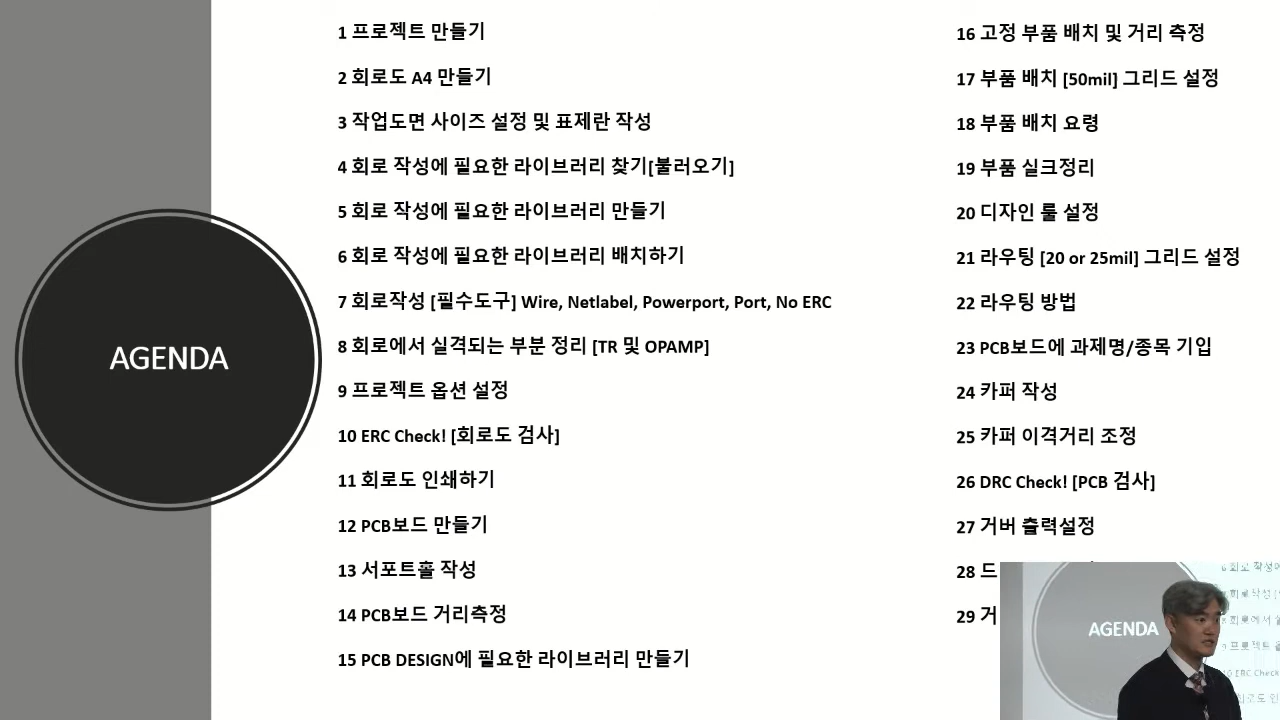 AGENDA
1 프로젝트 만들기
2 회로도 A4 만들기
3 작업도면 사이즈 설정 및 표제란 작성
4 회로 작성에 필요한 라이브러리 찾기[불러오기]
5 회로 작성에 필요한 라이브러리 만들기
6 회로 작성에 필요한 라이브러리 배치하기
7 회로작성 [필수도구] Wire, Netlabel, Powerport, Port, No ERC
8 회로에서 실격되는 부분 정리 [TR 및 OPAMP]
9 프로젝트 옵션 설정
10 ERC Check! [회로도 검사]
11 회로도 인쇄하기
12 PCB보드 만들기
13 서포트홀 작성
14 PCB보드 거리측정
15 PCB DESIGN에 필요한 라이브러리 만들기
16 고정 부품 배치 및 거리 측정
17 부품 배치 [50mil] 그리드 설정
18 부품 배치 요령
19 부품 실크정리
20 디자인 룰 설정
21 라우팅 [20 or 25mil] 그리드 설정
22 라우팅 방법
23 PCB보드에 과제명/종목 기입
24 카퍼 작성
25 카퍼 이격거리 조정
26 DRC Check! [PCB 검사]
27 거버 출력설정
28 드
29 거
AGENDA